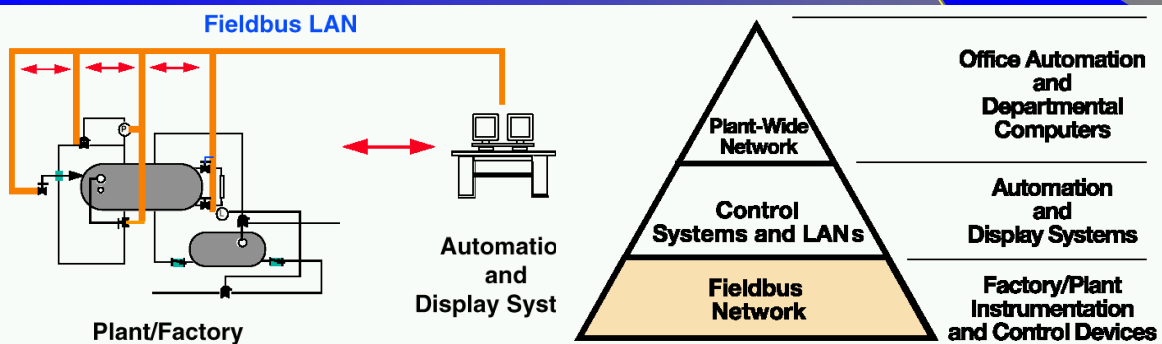 Fieldbus LAN
P
L
Plant/Factory
Automatio
and
Display Syst
Plant-Wide
Network
Control
Systems and LANs
Fieldbus
Network
Office Automation
and
Departmental
Computers
Automation
and
Display Systems
Factory/Plant
Instrumentation
and Control Devices